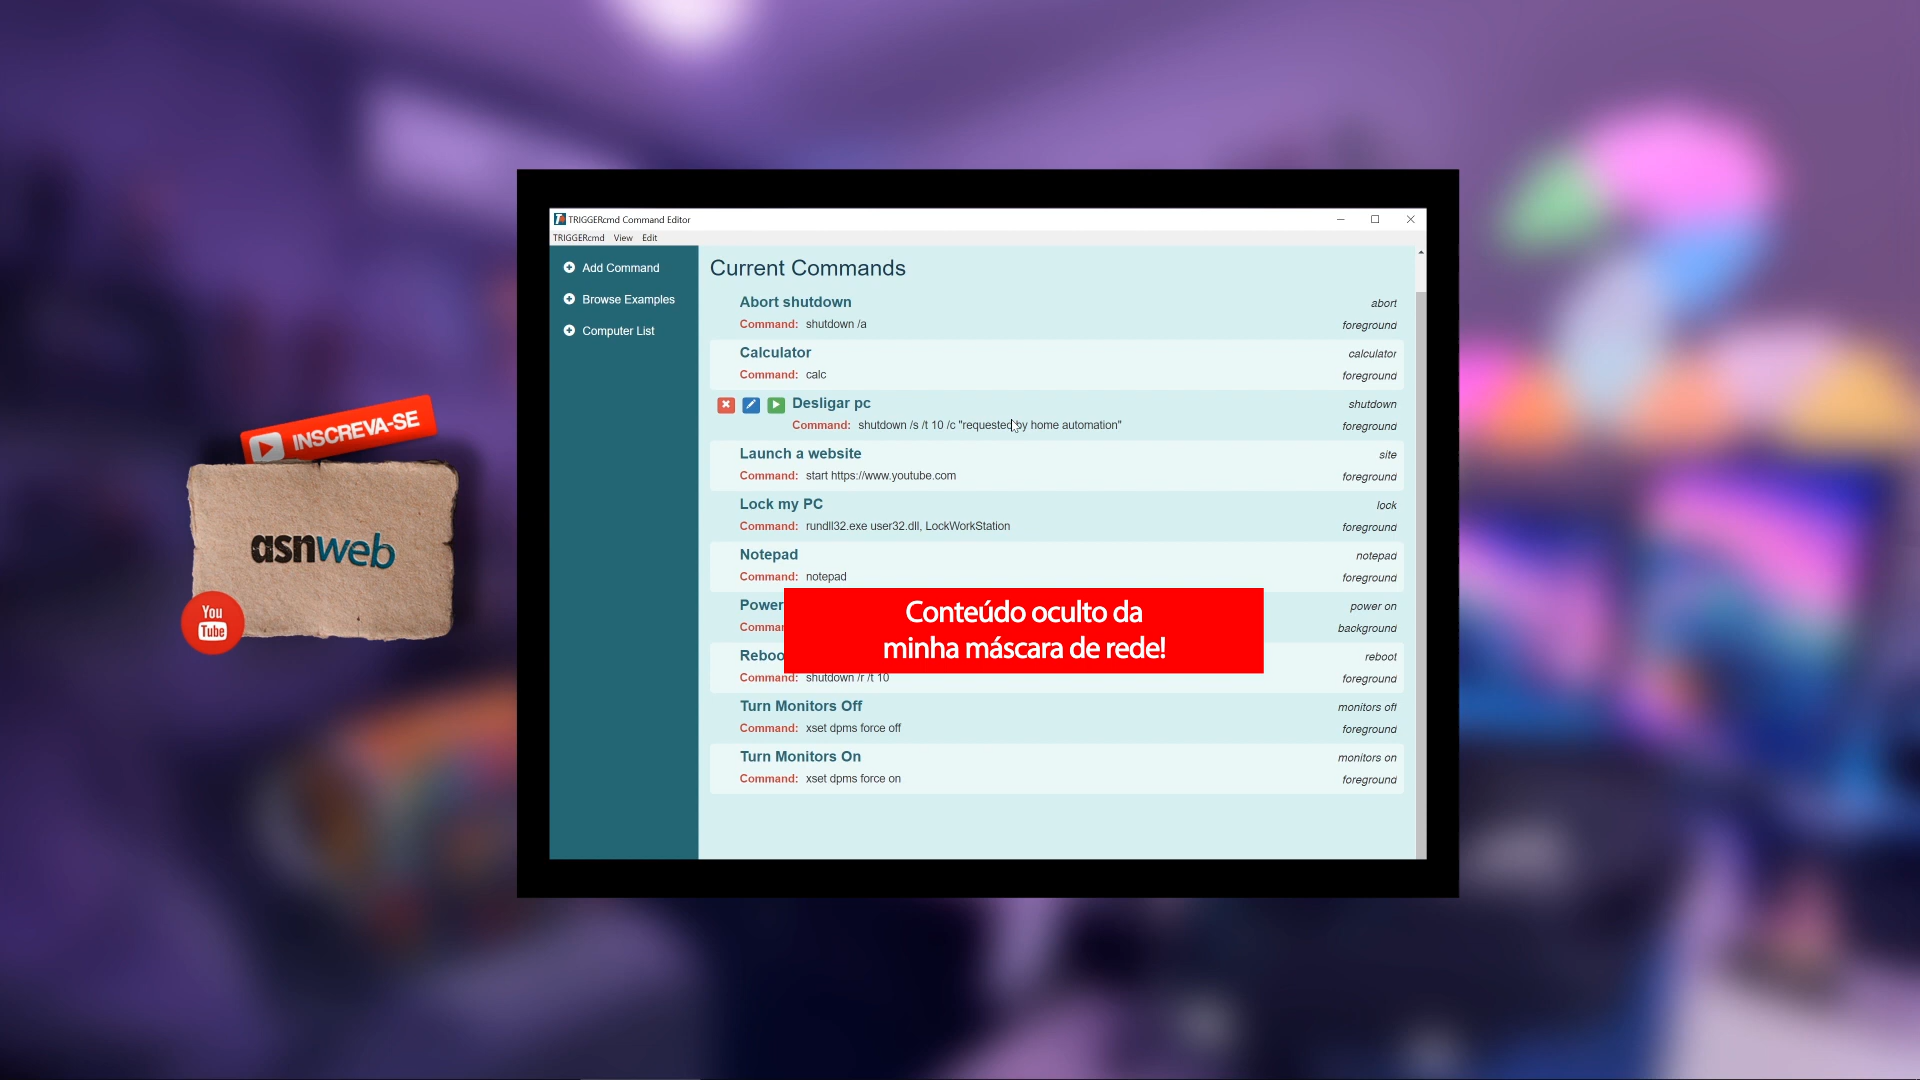 TRIGGERcmd Command Editor
TRIGGERcmd View Edit
Add Command
Browse Examples
Computer List
Current Commands
Abort shutdown abort
Command: shutdown /a foreground
Calculator calculator
Command: calc foreground
Desligar pc shutdown
Command: shutdown /s /t 10 /c "requested by home automation" foreground
Launch a website site
Command: start https://www.youtube.com foreground
Lock my PC lock
Command: rundll32.exe user32.dll, LockWorkStation foreground
Notepad notepad
Command: notepad foreground
Power power on
background
Conteúdo oculto da
minha máscara de rede!
reboot
Command: shutdown /r /t 10 foreground
Turn Monitors Off monitors off
Command: xset dpms force off foreground
Turn Monitors On monitors on
Command: xset dpms force on foreground
INSCREVA-SE
asnweb
You
Tube